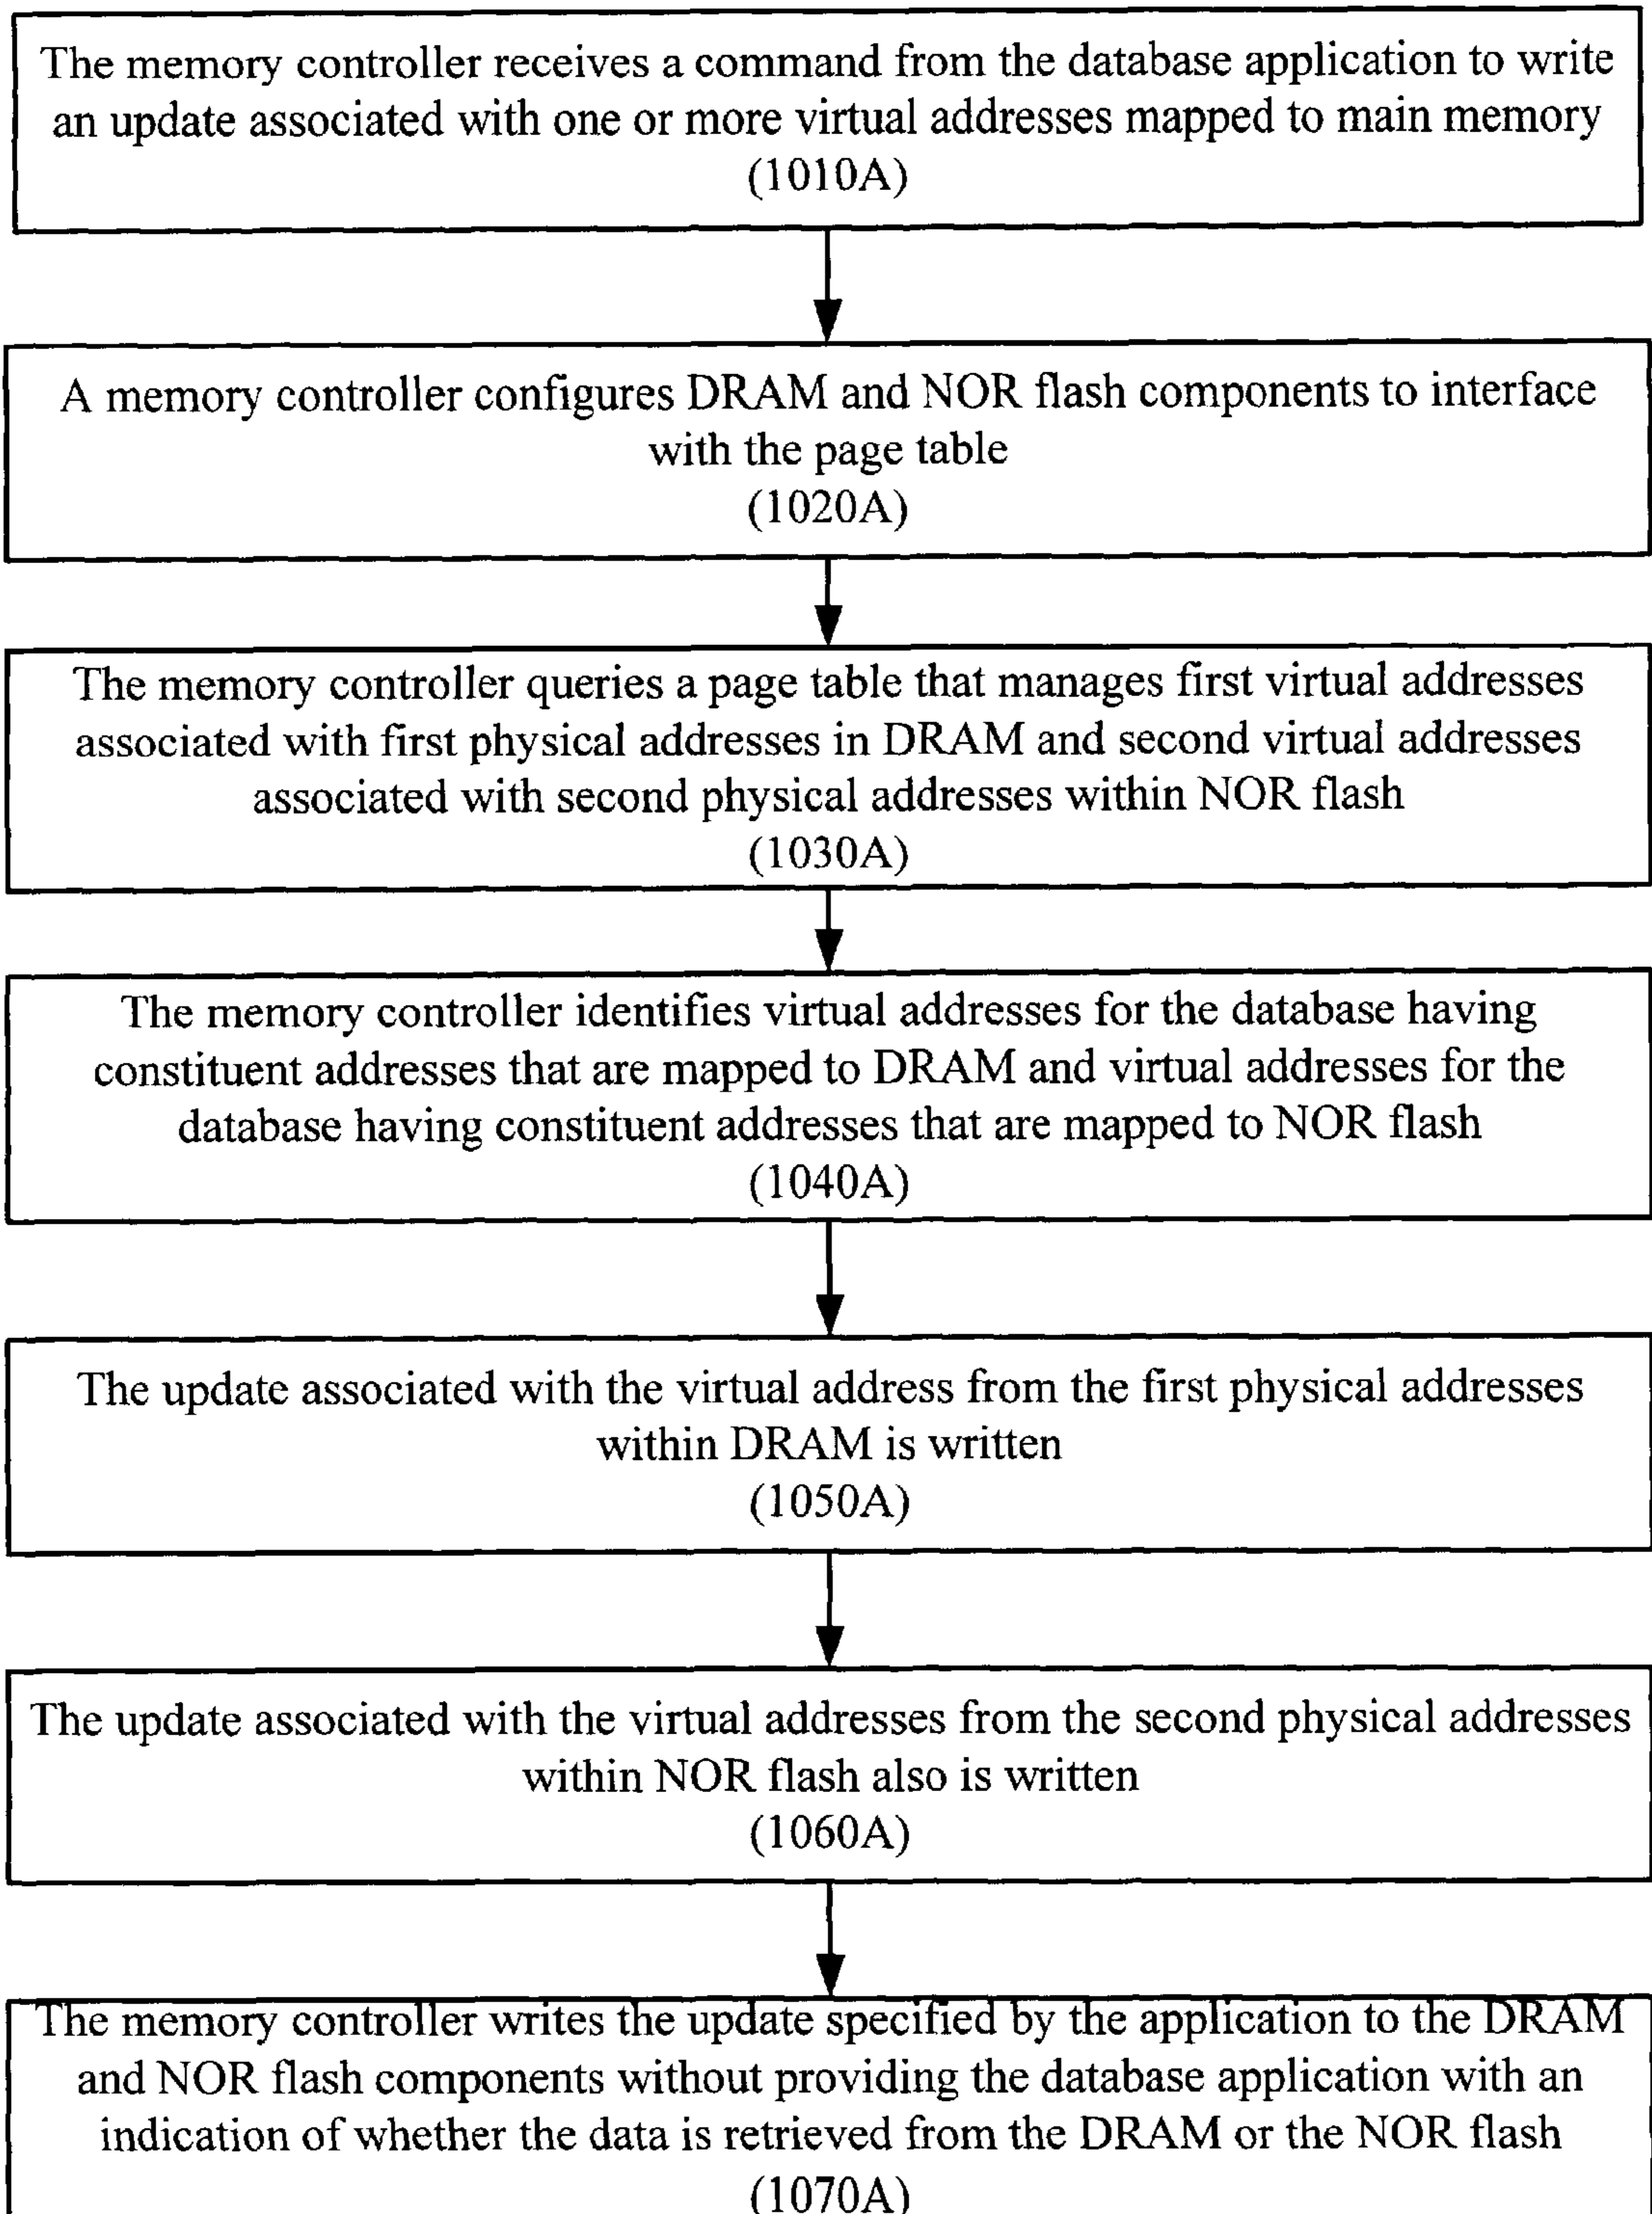 The memory controller receives a command from the database application to write
an update associated with one or more virtual addresses mapped to main memory
(1010A)
A memory controller configures DRAM and NOR flash components to interface
with the page table
(1020A)
The memory controller queries a page table that manages first virtual addresses
associated with first physical addresses in DRAM and second virtual addresses
associated with second physical addresses within NOR flash
(1030A)
The memory controller identifies virtual addresses for the database having
constituent addresses that are mapped to DRAM and virtual addresses for the
database having constituent addresses that are mapped to NOR flash
(1040A)
The update associated with the virtual address from the first physical addresses
within DRAM is written
(1050A)
The update associated with the virtual addresses from the second physical addresses
within NOR flash also is written
(1060A)
The memory controller writes the update specified by the application to the DRAM
and NOR flash components without providing the database application with an
indication of whether the data is retrieved from the DRAM or the NOR flash
(1070A)